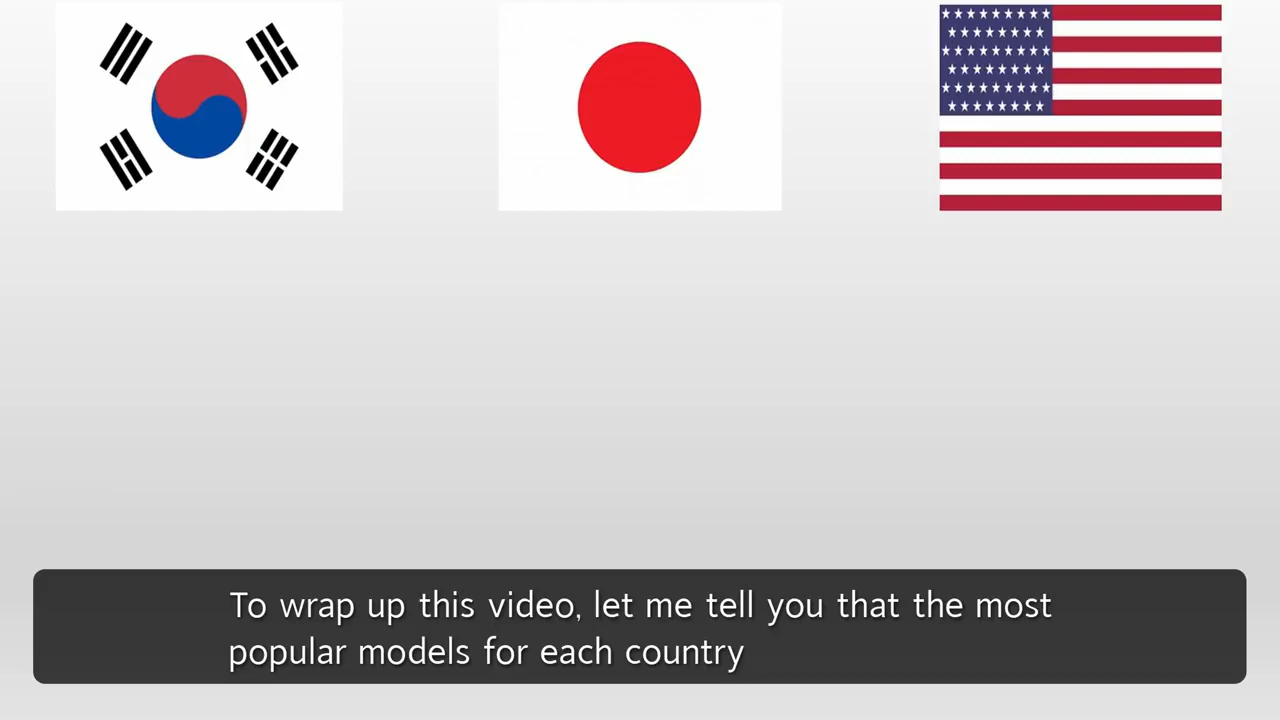 To wrap up this video, let me tell you that the most
popular models for each country